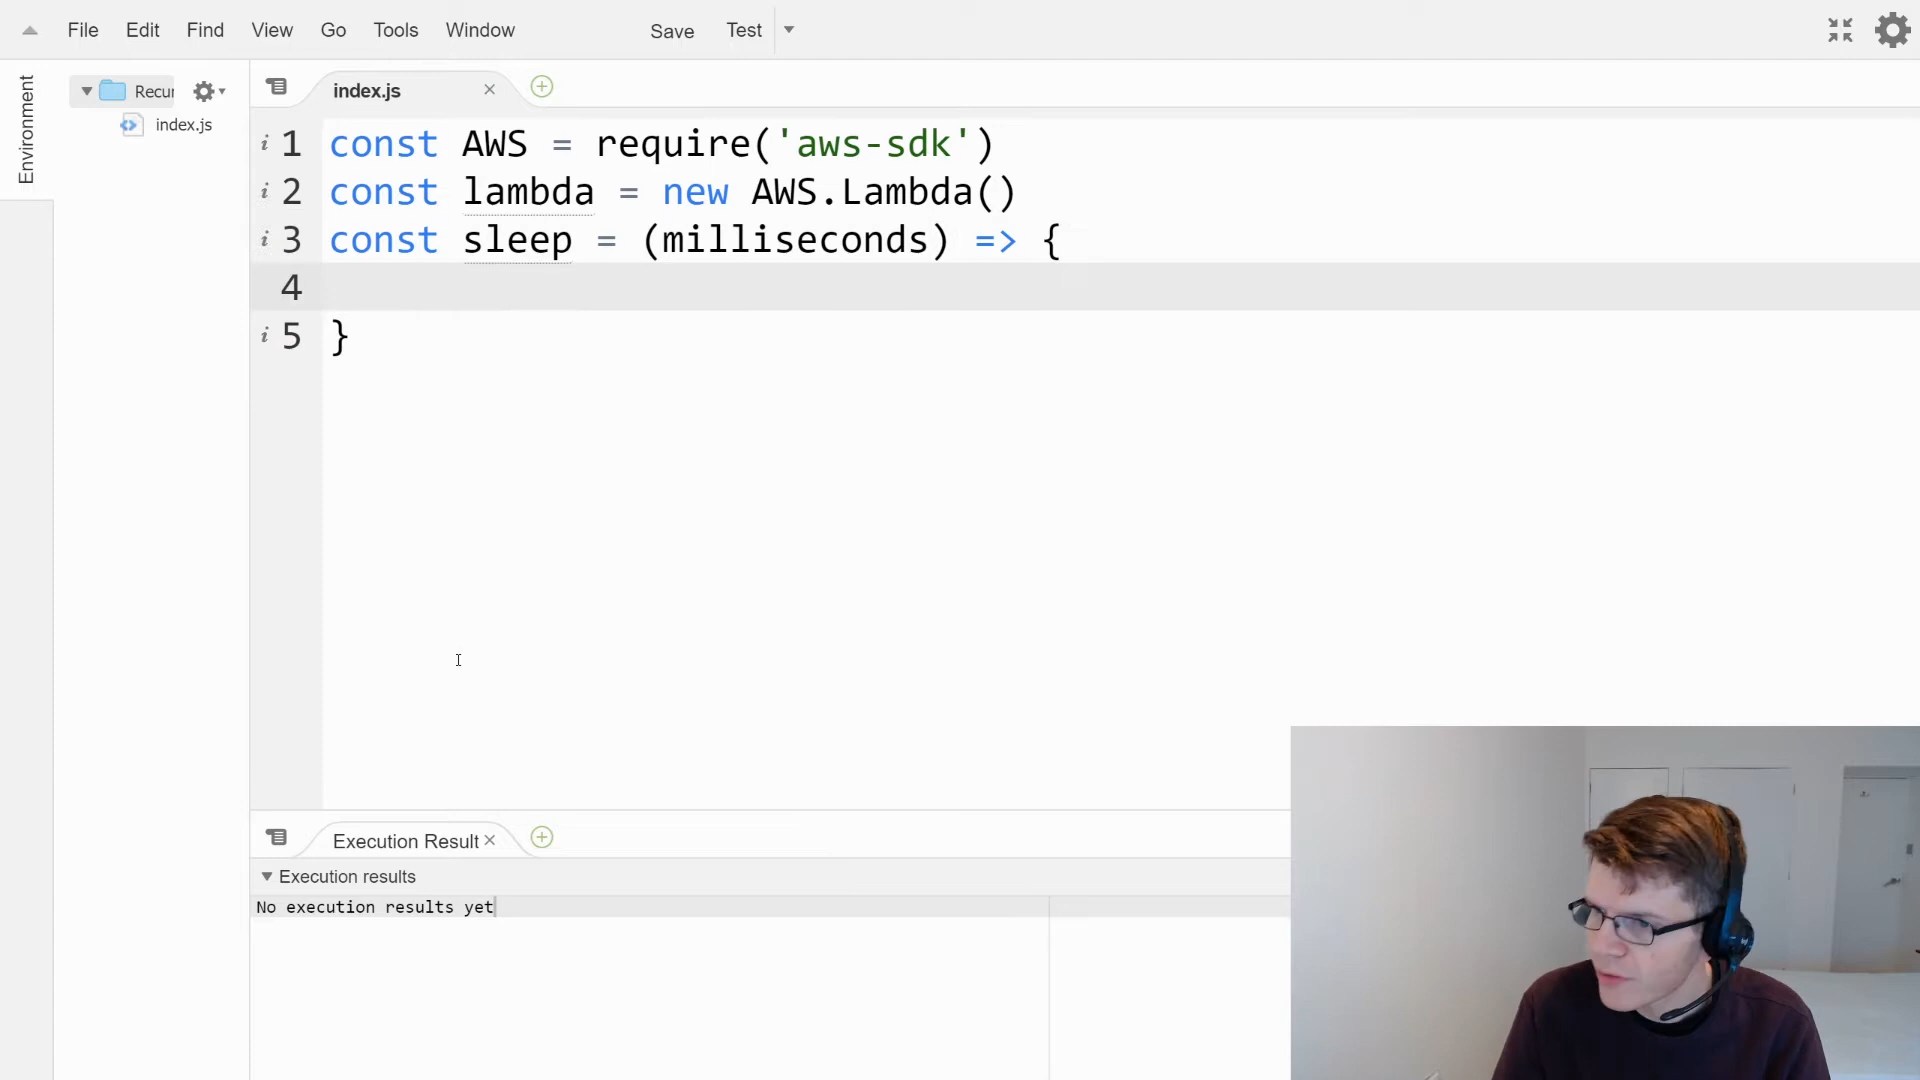 File Edit Find View Go Tools Window Save Test
Environment
Recur
index.js
index.js
1 const AWS = require('aws-sdk')
2 const lambda = new AWS.Lambda()
3 const sleep = (milliseconds) => {
4
5 }
Execution Result
Execution results
No execution results yet